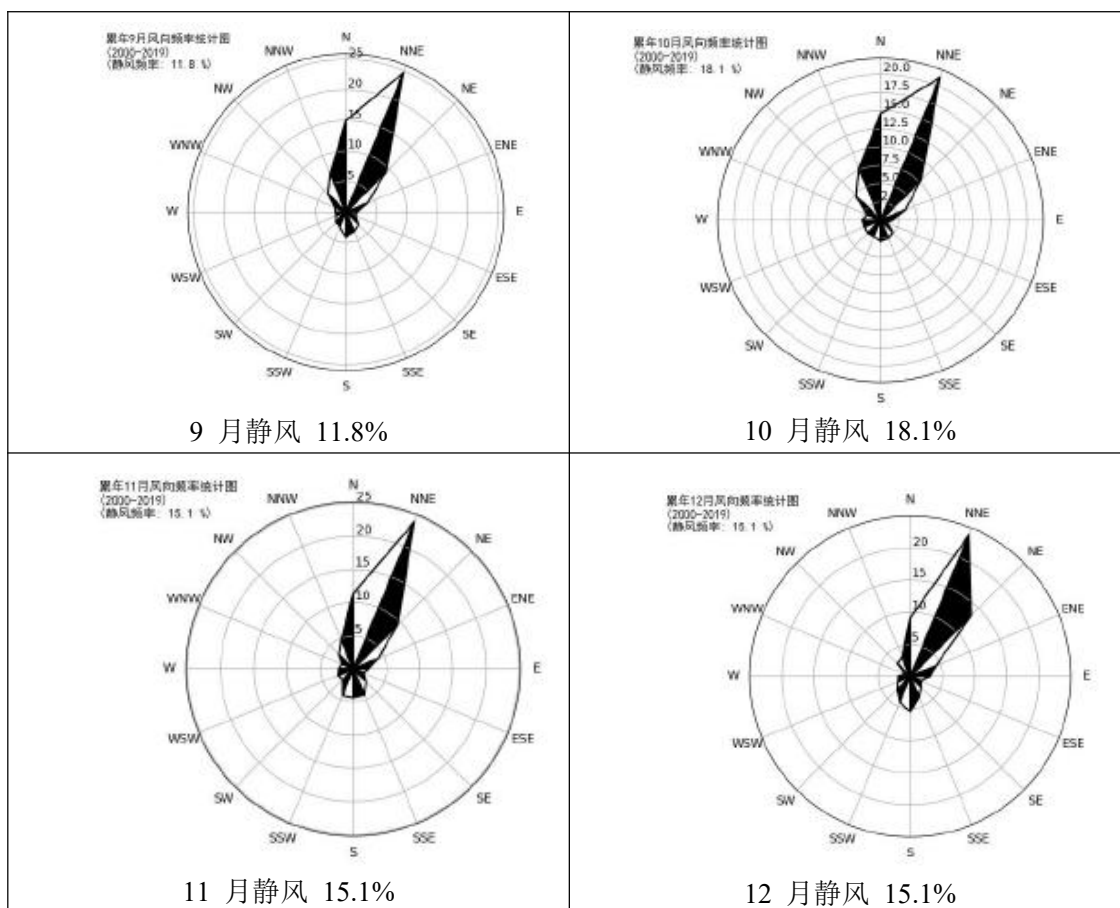 累年9月风向频率统计图
(2000-2019)
(静风频率: 11.8 %)
N
NNE
NE
ENE
E
ESE
SE
SSE
S
SSW
SW
WSW
W
WNW
NW
NNW
25
20
15
10
5
9 月静风 11.8%
累年10月风向频率统计图
(2000-2019)
(静风频率: 18.1 %)
N
NNE
NE
ENE
E
ESE
SE
SSE
S
SSW
SW
WSW
W
WNW
NW
NNW
20.0
17.5
15.0
12.5
10.0
7.5
5.0
10 月静风 18.1%
累年11月风向频率统计图
(2000-2019)
(静风频率: 15.1 %)
N
NNE
NE
ENE
E
ESE
SE
SSE
S
SSW
SW
WSW
W
WNW
NW
NNW
25
20
15
10
5
11 月静风 15.1%
累年12月风向频率统计图
(2000-2019)
(静风频率: 15.1 %)
N
NNE
NE
ENE
E
ESE
SE
SSE
S
SSW
SW
WSW
W
WNW
NW
NNW
20
15
10
5
12 月静风 15.1%